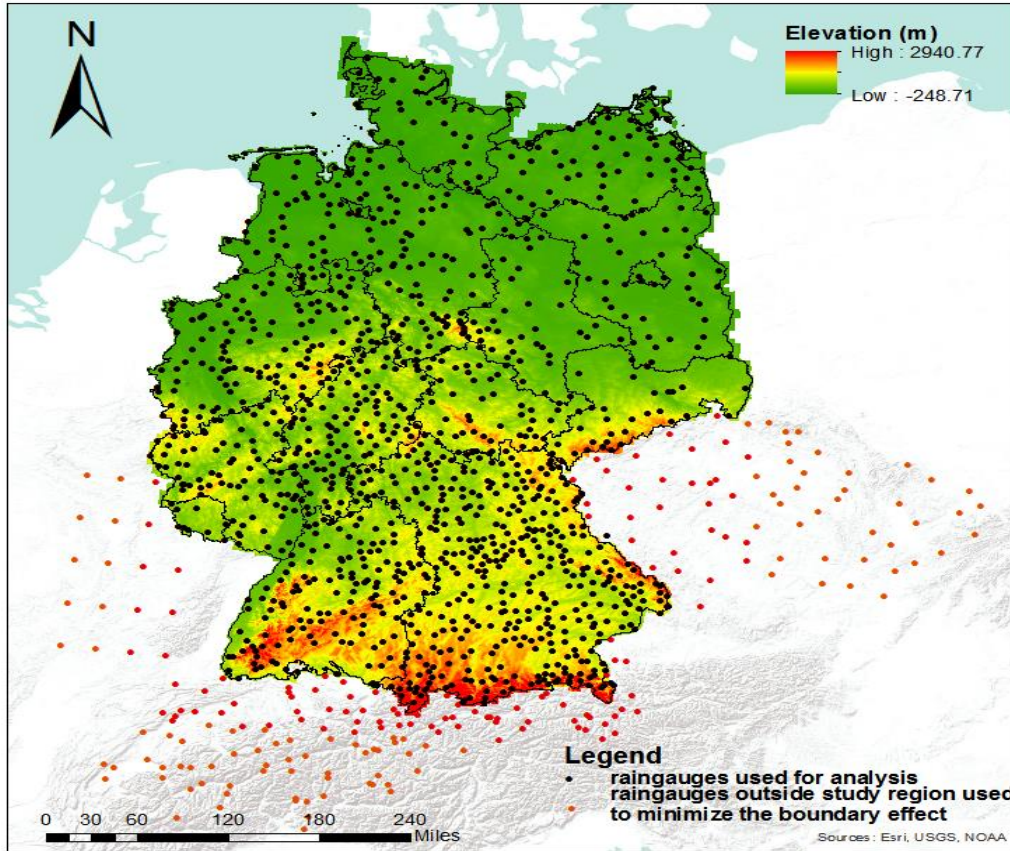 N
Elevation (m)
High : 2940.77
Low : -248.71
Legend
raingauges used for analysis
raingauges outside study region used
to minimize the boundary effect
0 30 60 120 180 240
Miles
Sources: Esri, USGS, NOAA